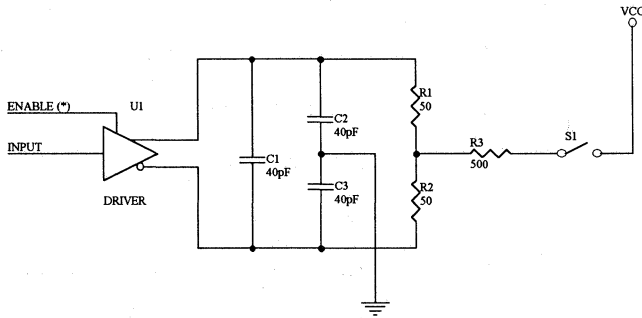 VCC
ENABLE (*)
U1
INPUT
DRIVER
C1
40pF
C2
40pF
C3
40pF
R1
50
R2
50
R3
500
S1